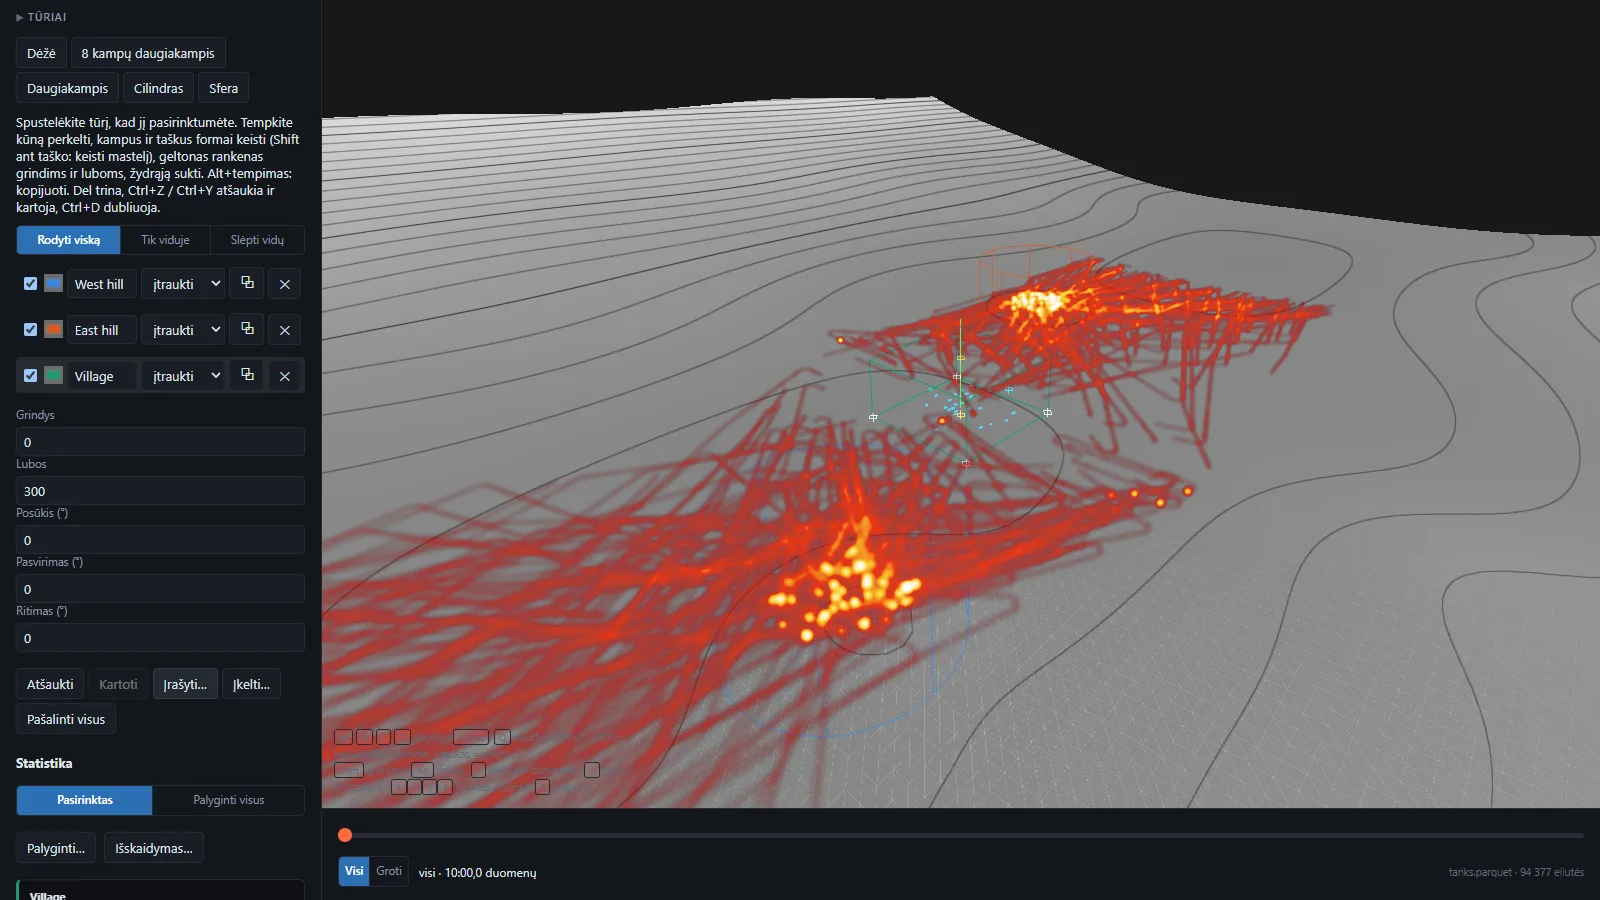 ▶ TŪRIAI
Dėžė
8 kampų daugiakampis
Daugiakampis
Cilindras
Sfera
Spustelėkite tūrį, kad jį pasirinktumėte. Tempkite
kūną perkelti, kampus ir taškus formai keisti (Shift
ant taško: keisti mastelį), geltonas rankenas
grindims ir luboms, žydrąją sukti. Alt+tempimas:
kopijuoti. Del trina, Ctrl+Z / Ctrl+Y atšaukia ir
kartoja, Ctrl+D dubliuoja.
Rodyti viską
Tik viduje
Slėpti vidų
West hill
įtraukti
East hill
įtraukti
Village
įtraukti
Grindys
0
Lubos
300
Posūkis (°)
0
Pasvirimas (°)
0
Ritimas (°)
0
Atšaukti
Kartoti
Įrašyti...
Įkelti...
Pašalinti visus
Statistika
Pasirinktas
Palyginti visus
Palyginti...
Išskaidymas...
Village
Visi
Groti
visi · 10:00,0 duomenų
tanks.parquet · 94 377 eilutės